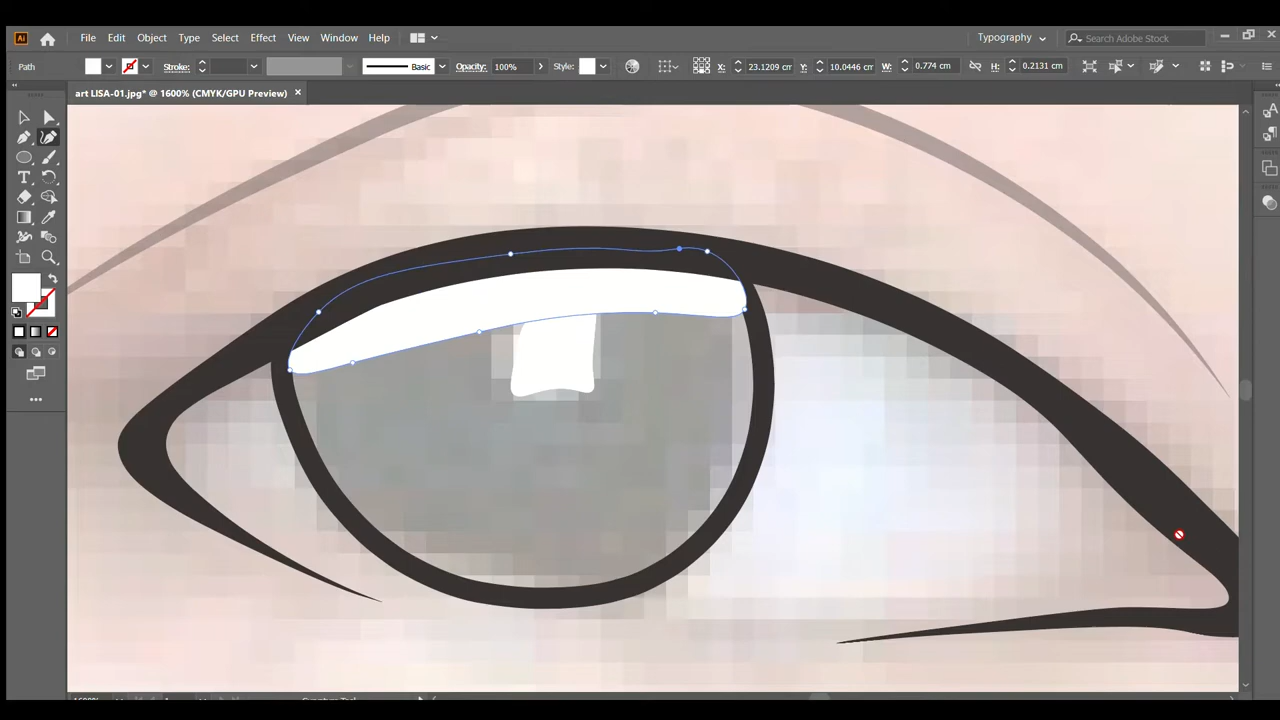 Ai File Edit Object Type Select Effect View Window Help Typography Search Adobe Stock
Path Stroke: Basic Opacity: 100% Style: X: 23.1209 cm Y: 10.0446 cm W: 0.774 cm H: 0.2131 cm
art LISA-01.jpg* @ 1600% (CMYK/GPU Preview)